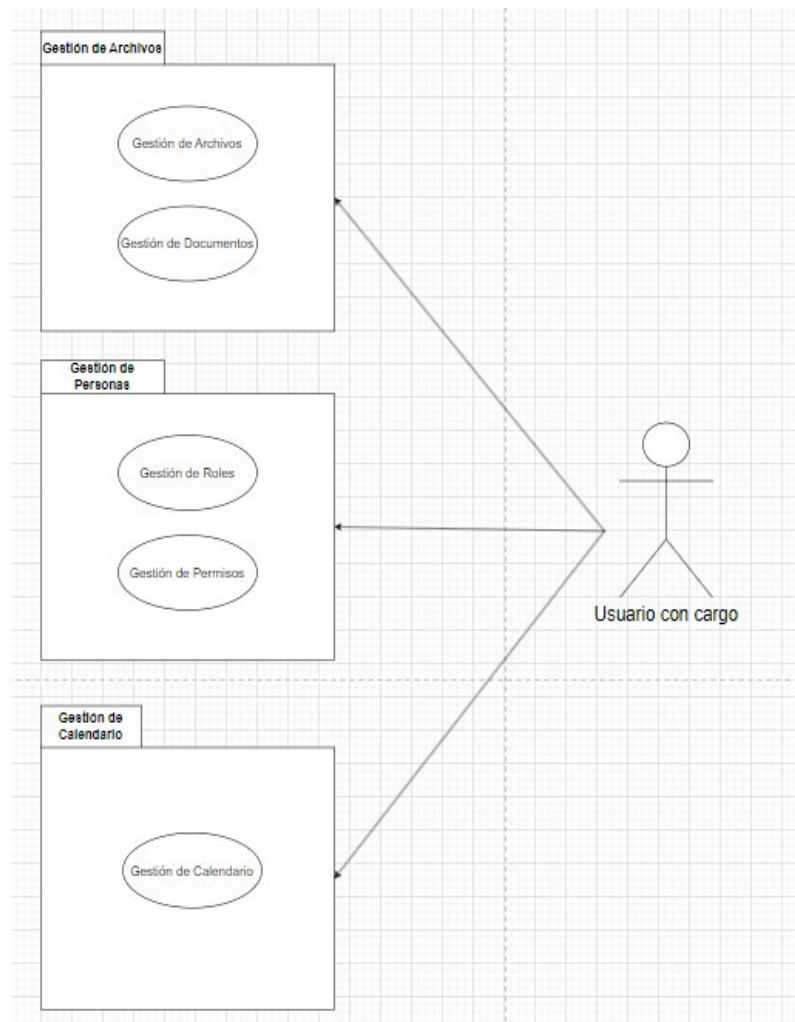 Gestión de Archivos
Gestión de Archivos
Gestión de Documentos
Gestión de
Personas
Gestión de Roles
Gestión de Permisos
Usuario con cargo
Gestión de
Calendario
Gestión de Calendario